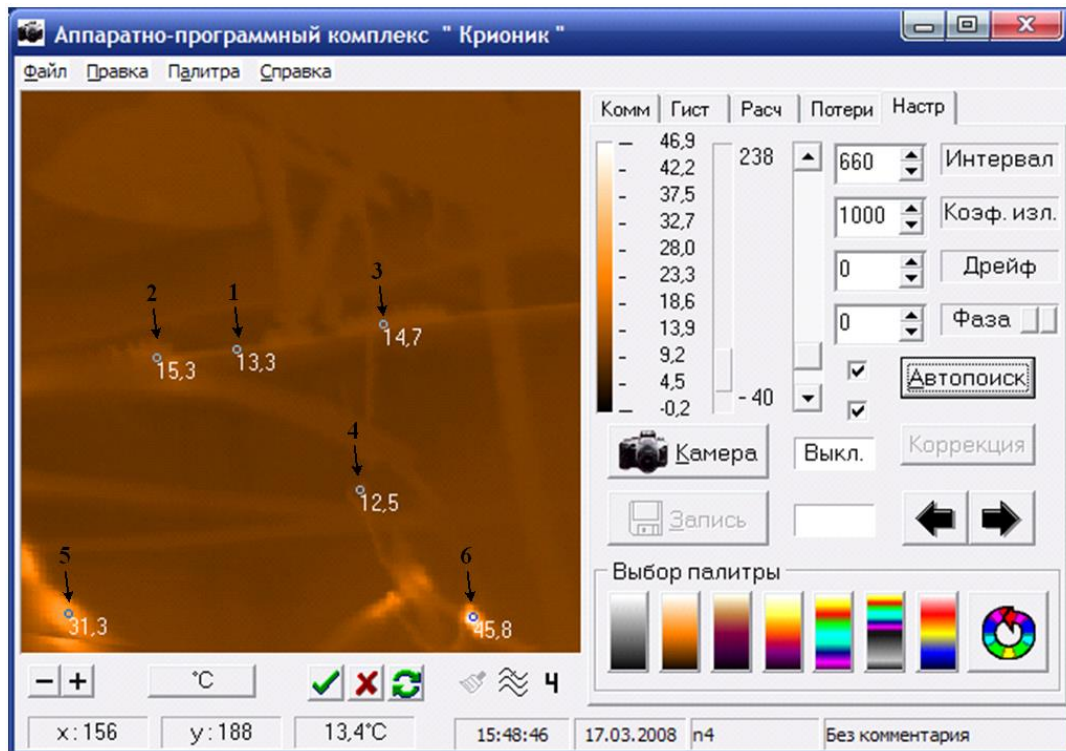 Аппаратно-программный комплекс " Крионик "
Файл Правка Палитра Справка
Комм Гист Расч Потери Настр
2
1
3
15,3
13,3
14,7
4
12,5
5
6
31,3
45,8
46,9
42,2
37,5
32,7
28,0
23,3
18,6
13,9
9,2
4,5
-0,2
238
- 40
660 Интервал
1000 Коэф. изл.
0 Дрейф
0 Фаза
Автопоиск
Камера Выкл. Коррекция
Запись
Выбор палитры
°C
Ч
x:156 y:188 13,4°C 15:48:46 17.03.2008 n4 Без комментария